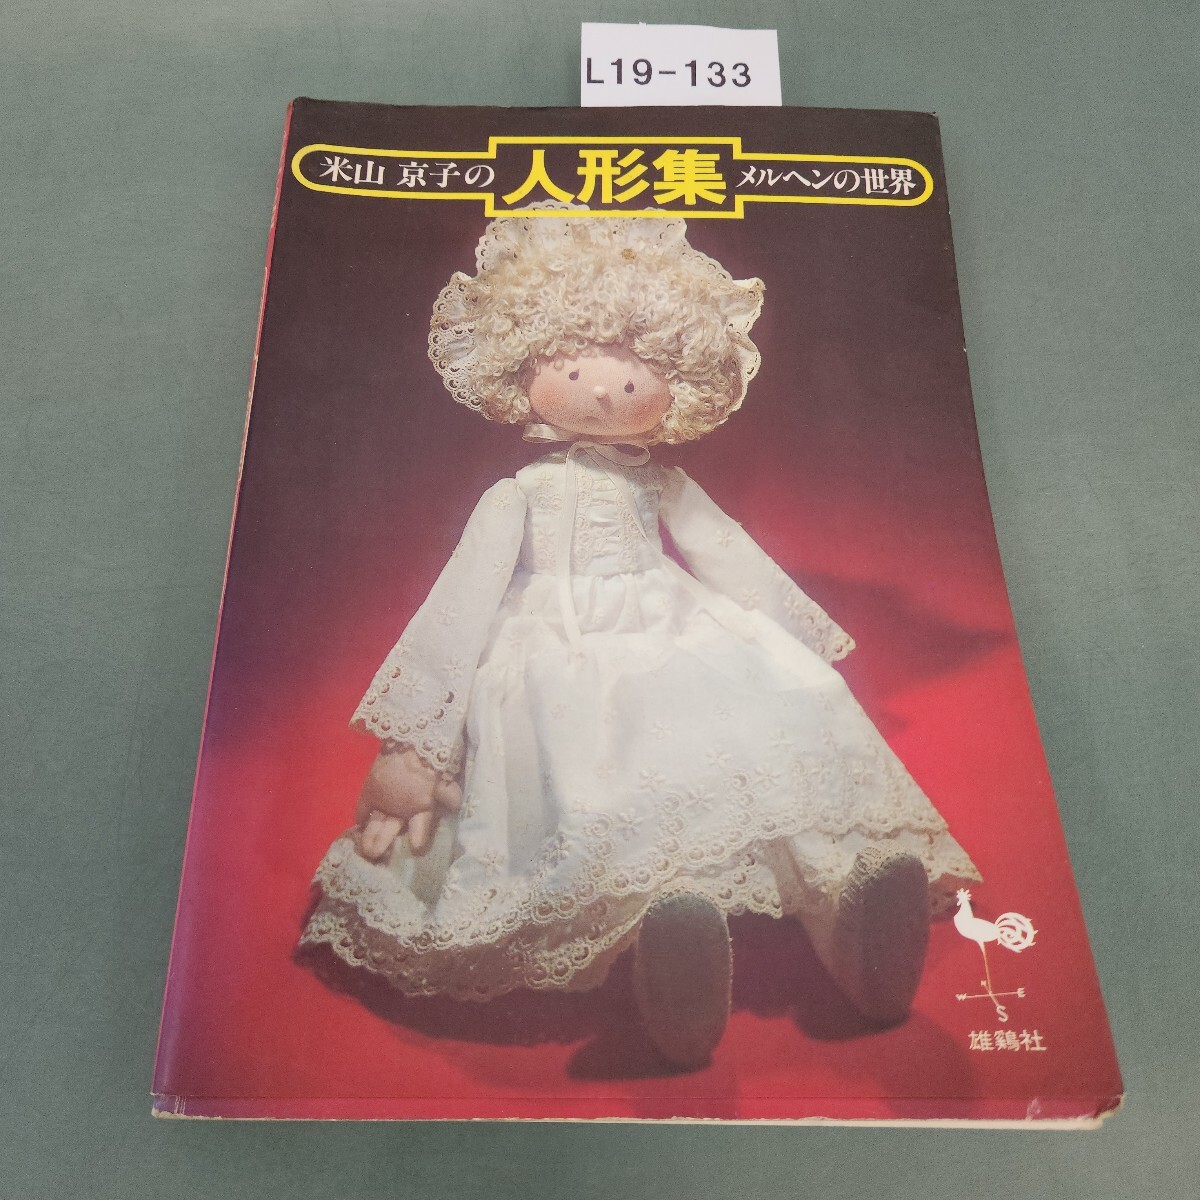 L19-133
米山 京子の 人形集 メルヘンの世界
N
W E
S
雄鷄社